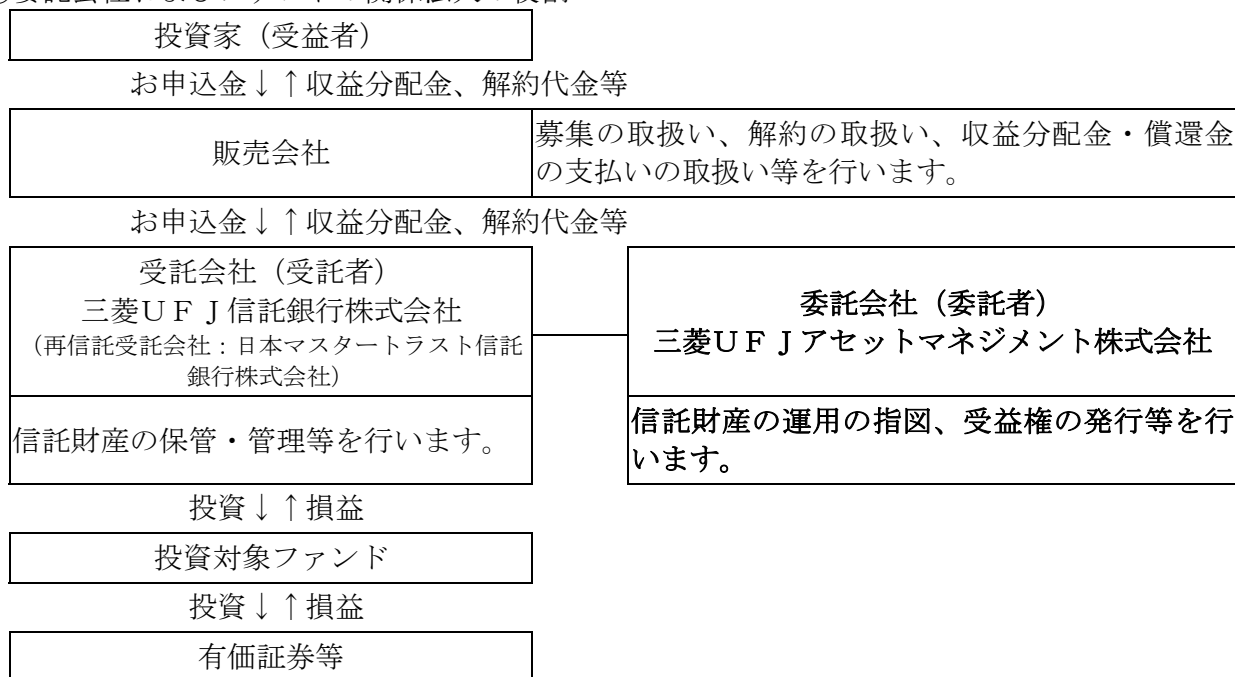 委託会社およびファンドの関係法人の役割
投資家（受益者）
お申込金↓↑収益分配金、解約代金等
販売会社
募集の取扱い、解約の取扱い、収益分配金・償還金
の支払いの取扱い等を行います。
お申込金↓↑収益分配金、解約代金等
受託会社（受託者）
三菱ＵＦＪ信託銀行株式会社
（再信託受託会社：日本マスタートラスト信託
銀行株式会社）
信託財産の保管・管理等を行います。
委託会社（委託者）
三菱ＵＦＪアセットマネジメント株式会社
信託財産の運用の指図、受益権の発行等を行
います。
投資↓↑損益
投資対象ファンド
投資↓↑損益
有価証券等